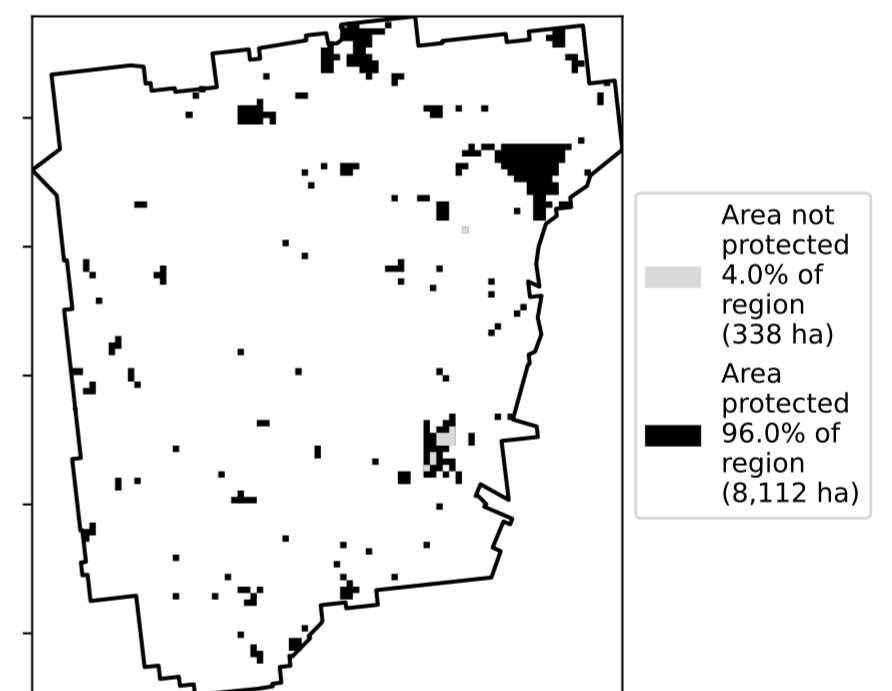 Area not
protected
4.0% of
region
(338 ha)
Area
protected
96.0% of
region
(8,112 ha)